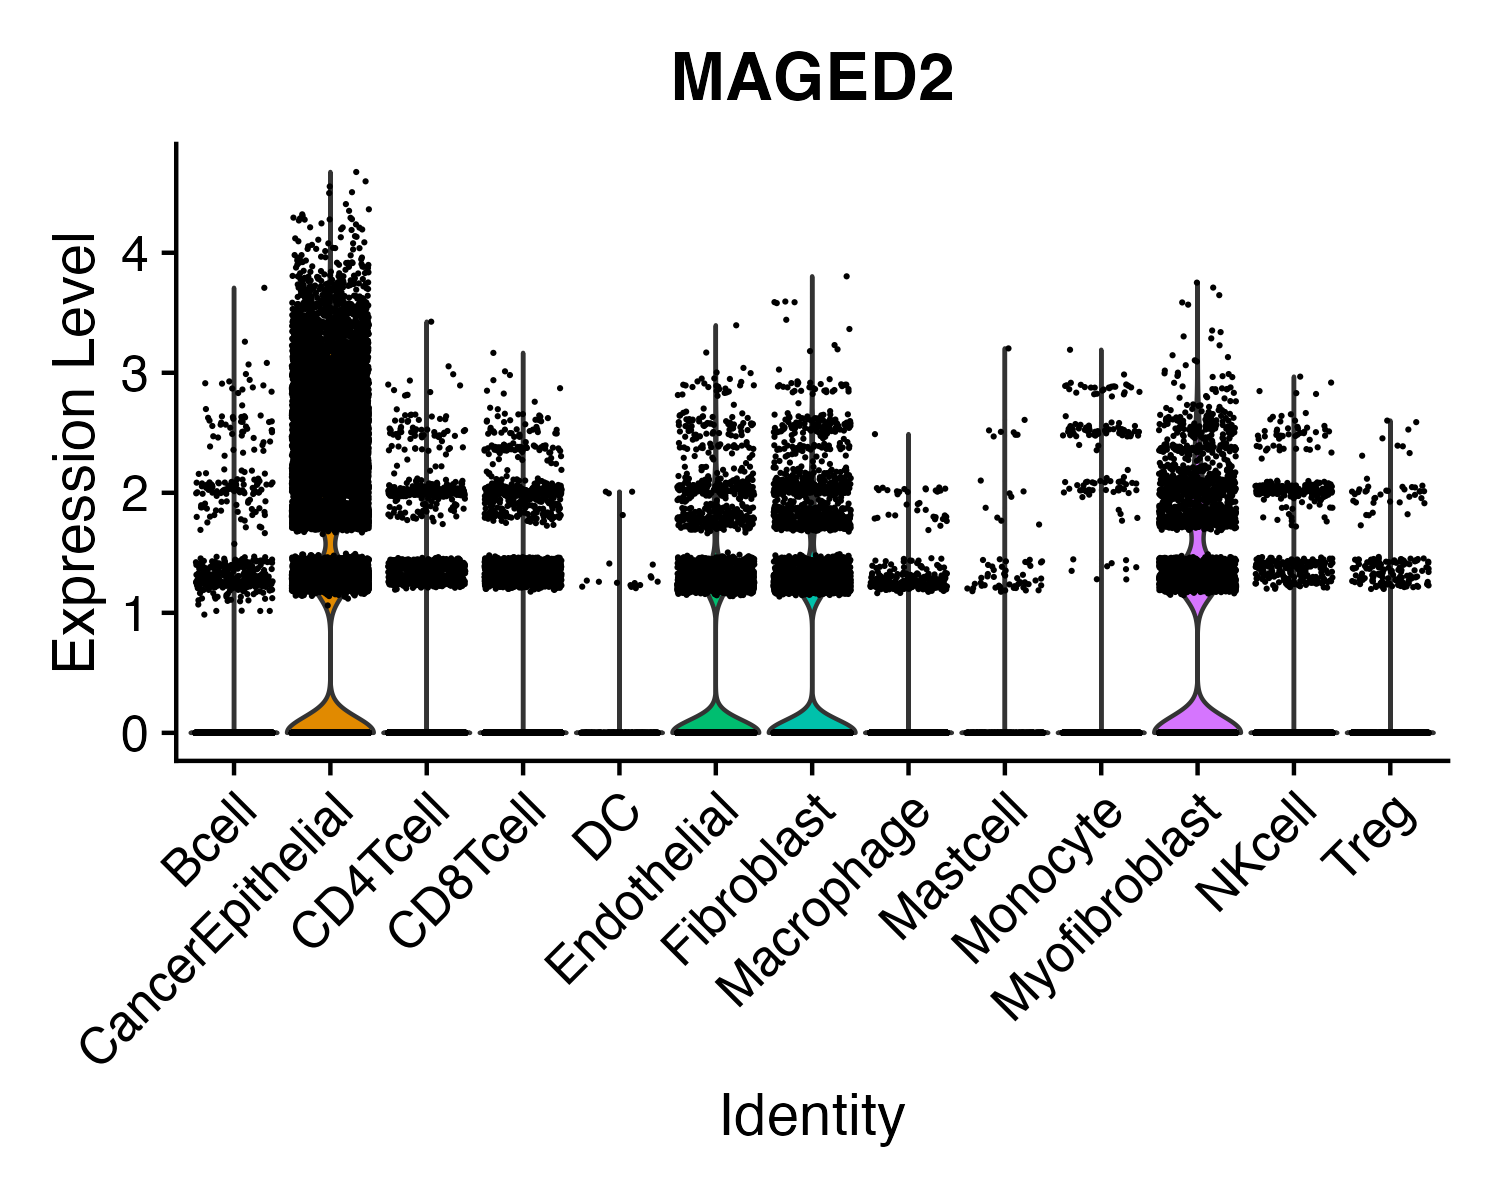 MAGED2
Expression Level
4
3
2
1
0
Bcell
CancerEpithelial
CD4Tcell
CD8Tcell
DC
Endothelial
Fibroblast
Macrophage
Mastcell
Monocyte
Myofibroblast
NKcell
Treg
Identity